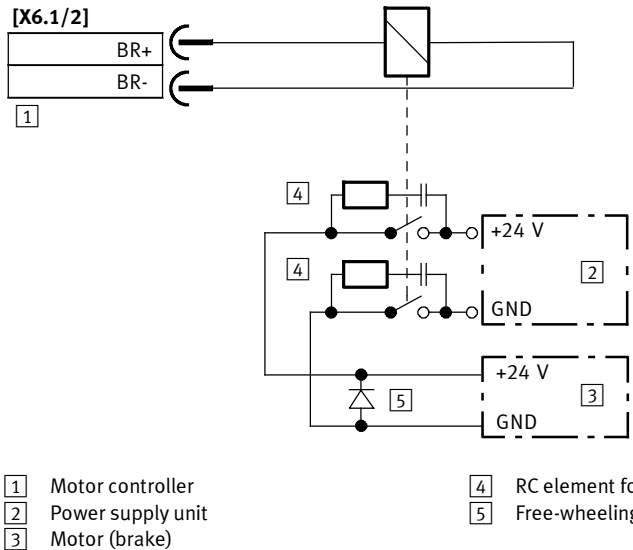 [X6.1/2]
BR+
BR-
1
4
+24 V
2
4
GND
+24 V
3
5
GND
1 Motor controller
2 Power supply unit
3 Motor (brake)
4 RC element fo
5 Free-wheeling